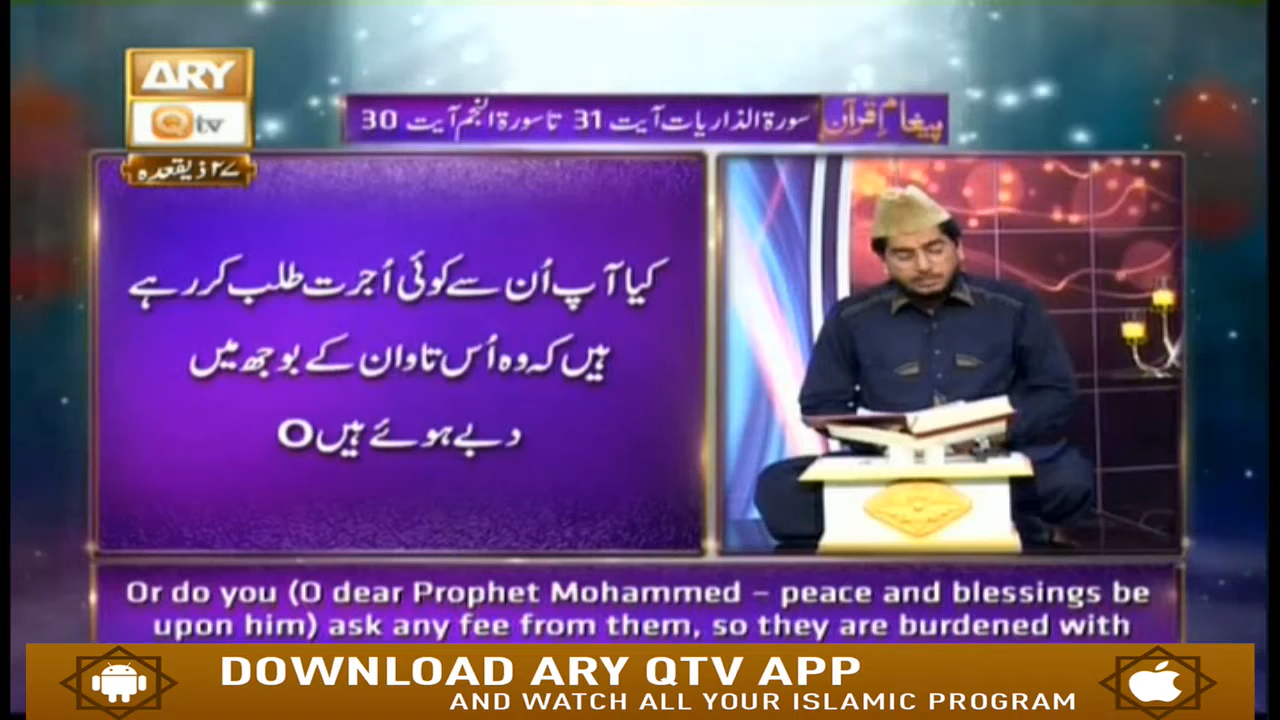 ARY
Qtv
۲۷ ذیقعدہ
پیغام قرآن
سورۃ الذاریات آیت 31 تا سورۃ النجم آیت 30
کیا آپ اُن سے کوئی اُجرت طلب کر رہے
ہیں کہ وہ اُس تاوان کے بوجھ میں
دبے ہوئے ہیںO
Or do you (O dear Prophet Mohammed – peace and blessings be
upon him) ask any fee from them, so they are burdened with
DOWNLOAD ARY QTV APP
AND WATCH ALL YOUR ISLAMIC PROGRAM